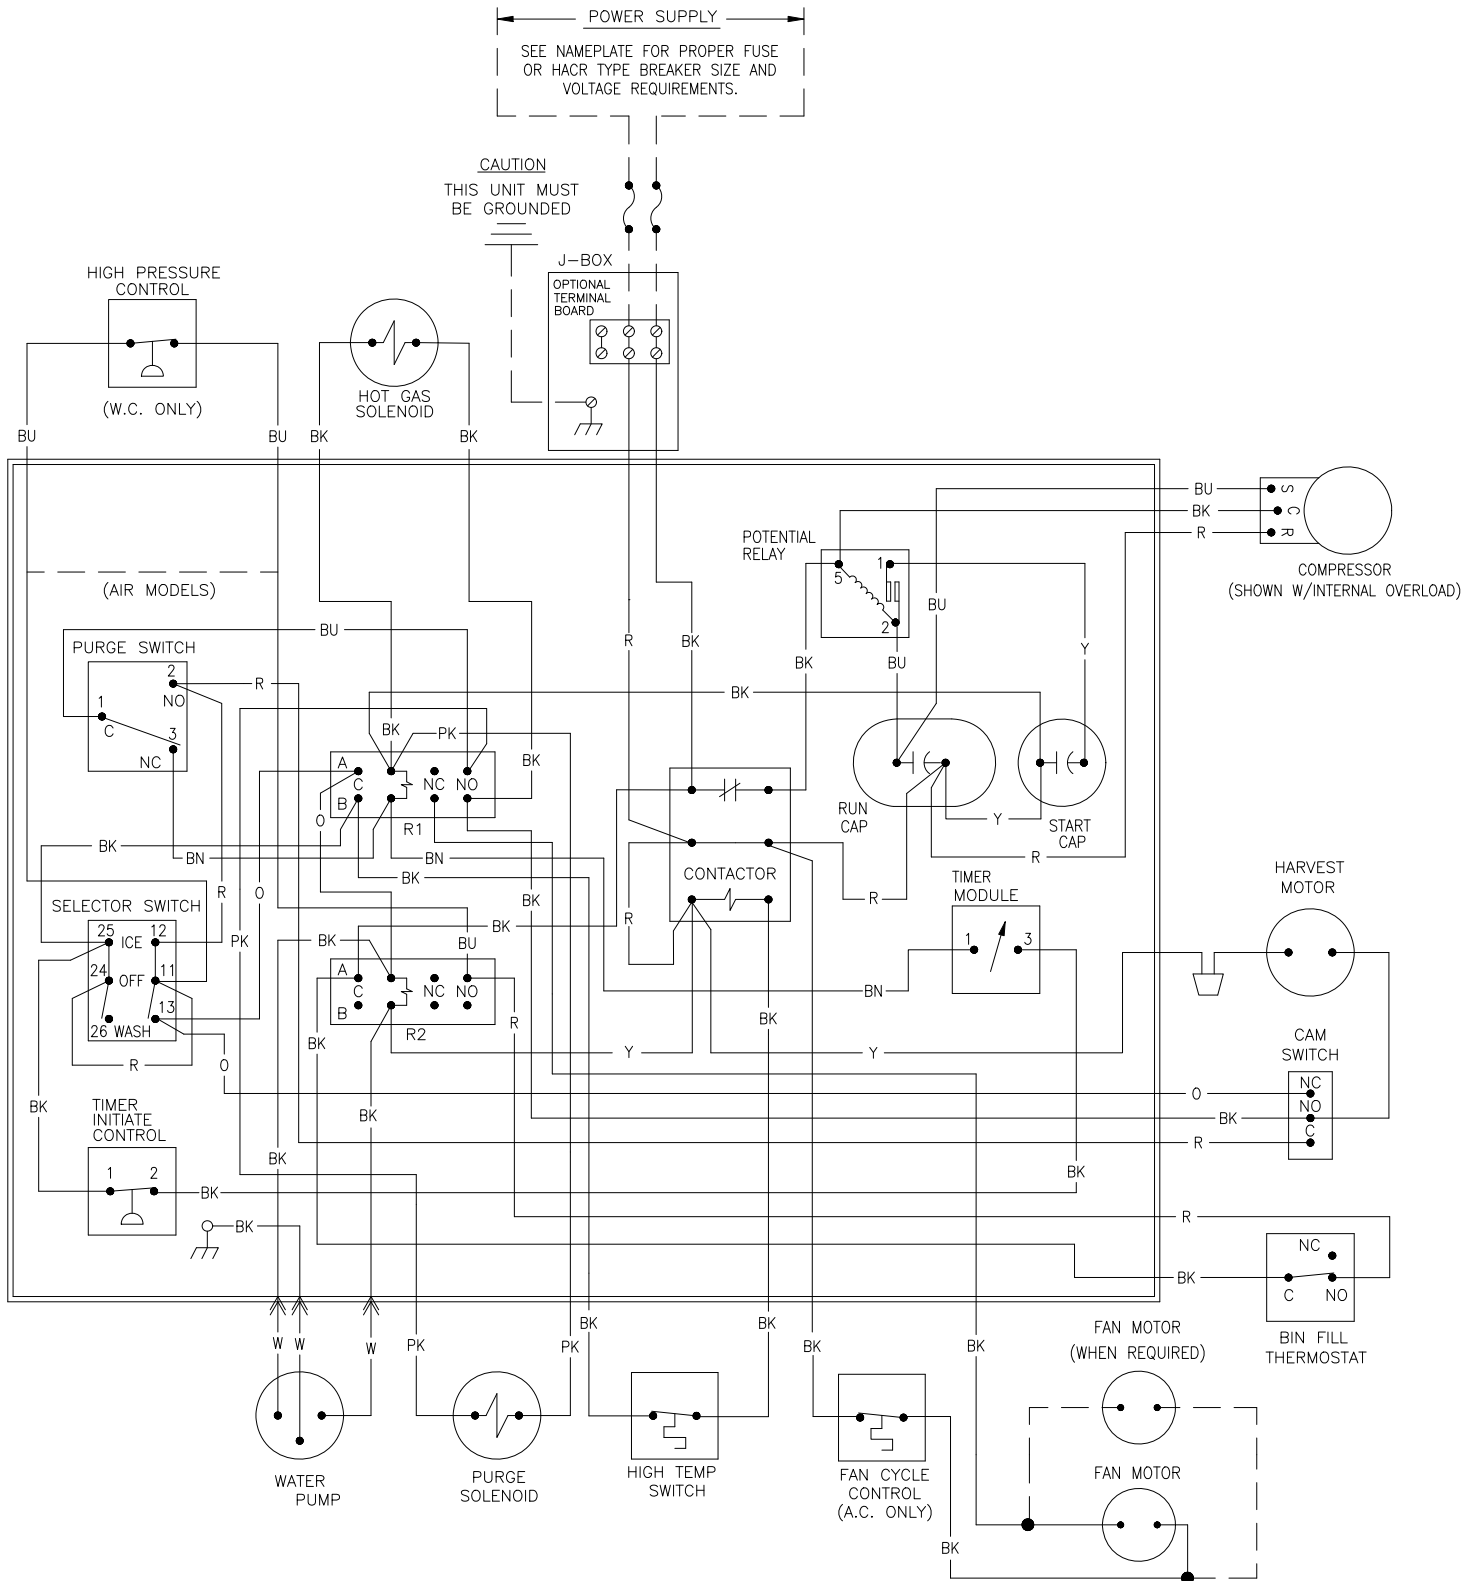 POWER SUPPLY
SEE NAMEPLATE FOR PROPER FUSE
OR HACR TYPE BREAKER SIZE AND
VOLTAGE REQUIREMENTS.
CAUTION
THIS UNIT MUST
BE GROUNDED
J-BOX
OPTIONAL
TERMINAL
BOARD
HIGH PRESSURE
CONTROL
(W.C. ONLY)
HOT GAS
SOLENOID
BU
BU
BK
BK
BU
BK
R
S
C
R
COMPRESSOR
(SHOWN W/INTERNAL OVERLOAD)
POTENTIAL
RELAY
5
1
2
(AIR MODELS)
BU
PURGE SWITCH
2
NO
1
C
3
NC
R
R
BK
BK
BU
BU
Y
BK
BK
PK
BK
A
C
NC
NO
B
R1
O
RUN
CAP
START
CAP
Y
R
BK
BN
BN
BK
BK
R
O
CONTACTOR
R
R
TIMER
MODULE
1
3
HARVEST
MOTOR
SELECTOR SWITCH
25
ICE
12
24
OFF
11
13
26
WASH
PK
BK
BK
BU
A
C
NC
NO
B
R2
R
BK
BN
BK
Y
Y
R
O
CAM
SWITCH
NC
NO
C
O
BK
R
BK
TIMER
INITIATE
CONTROL
1
2
BK
BK
BK
BK
BK
R
BK
NC
C
NO
BIN FILL
THERMOSTAT
W
W
W
PK
PK
BK
BK
BK
BK
FAN MOTOR
(WHEN REQUIRED)
WATER
PUMP
PURGE
SOLENOID
HIGH TEMP
SWITCH
FAN CYCLE
CONTROL
(A.C. ONLY)
FAN MOTOR
BK